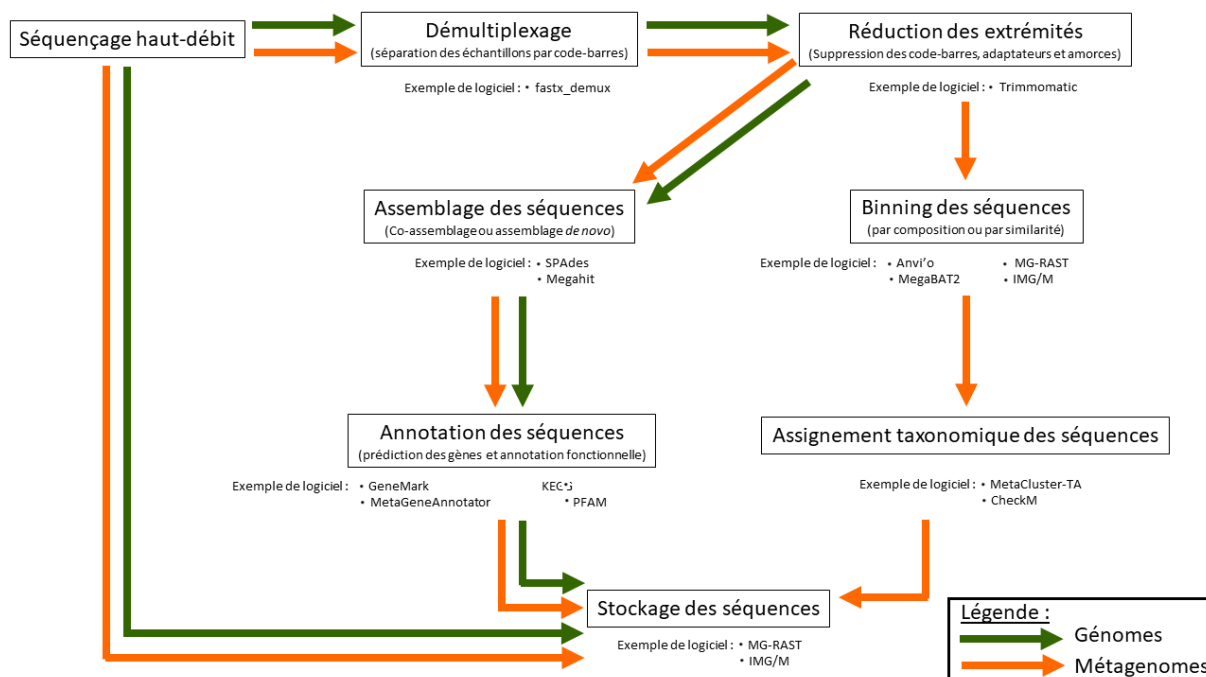 Séquençage haut-débit
Démultiplexage
(séparation des échantillons par code-barres)
Exemple de logiciel : • fastx_demux
Réduction des extrémités
(Suppression des code-barres, adaptateurs et amorces)
Exemple de logiciel : • Trimmomatic
Assemblage des séquences
(Co-assemblage ou assemblage de novo)
Exemple de logiciel : • SPAdes
• Megahit
Binning des séquences
(par composition ou par similarité)
Exemple de logiciel : • Anvi'o • MG-RAST
• MegaBAT2 • IMG/M
Annotation des séquences
(prédiction des gènes et annotation fonctionnelle)
Exemple de logiciel : • GeneMark KEGG
• MetaGeneAnnotator • PFAM
Assignement taxonomique des séquences
Exemple de logiciel : • MetaCluster-TA
• CheckM
Stockage des séquences
Exemple de logiciel : • MG-RAST
• IMG/M
Légende :
Génomes
Métagenomes